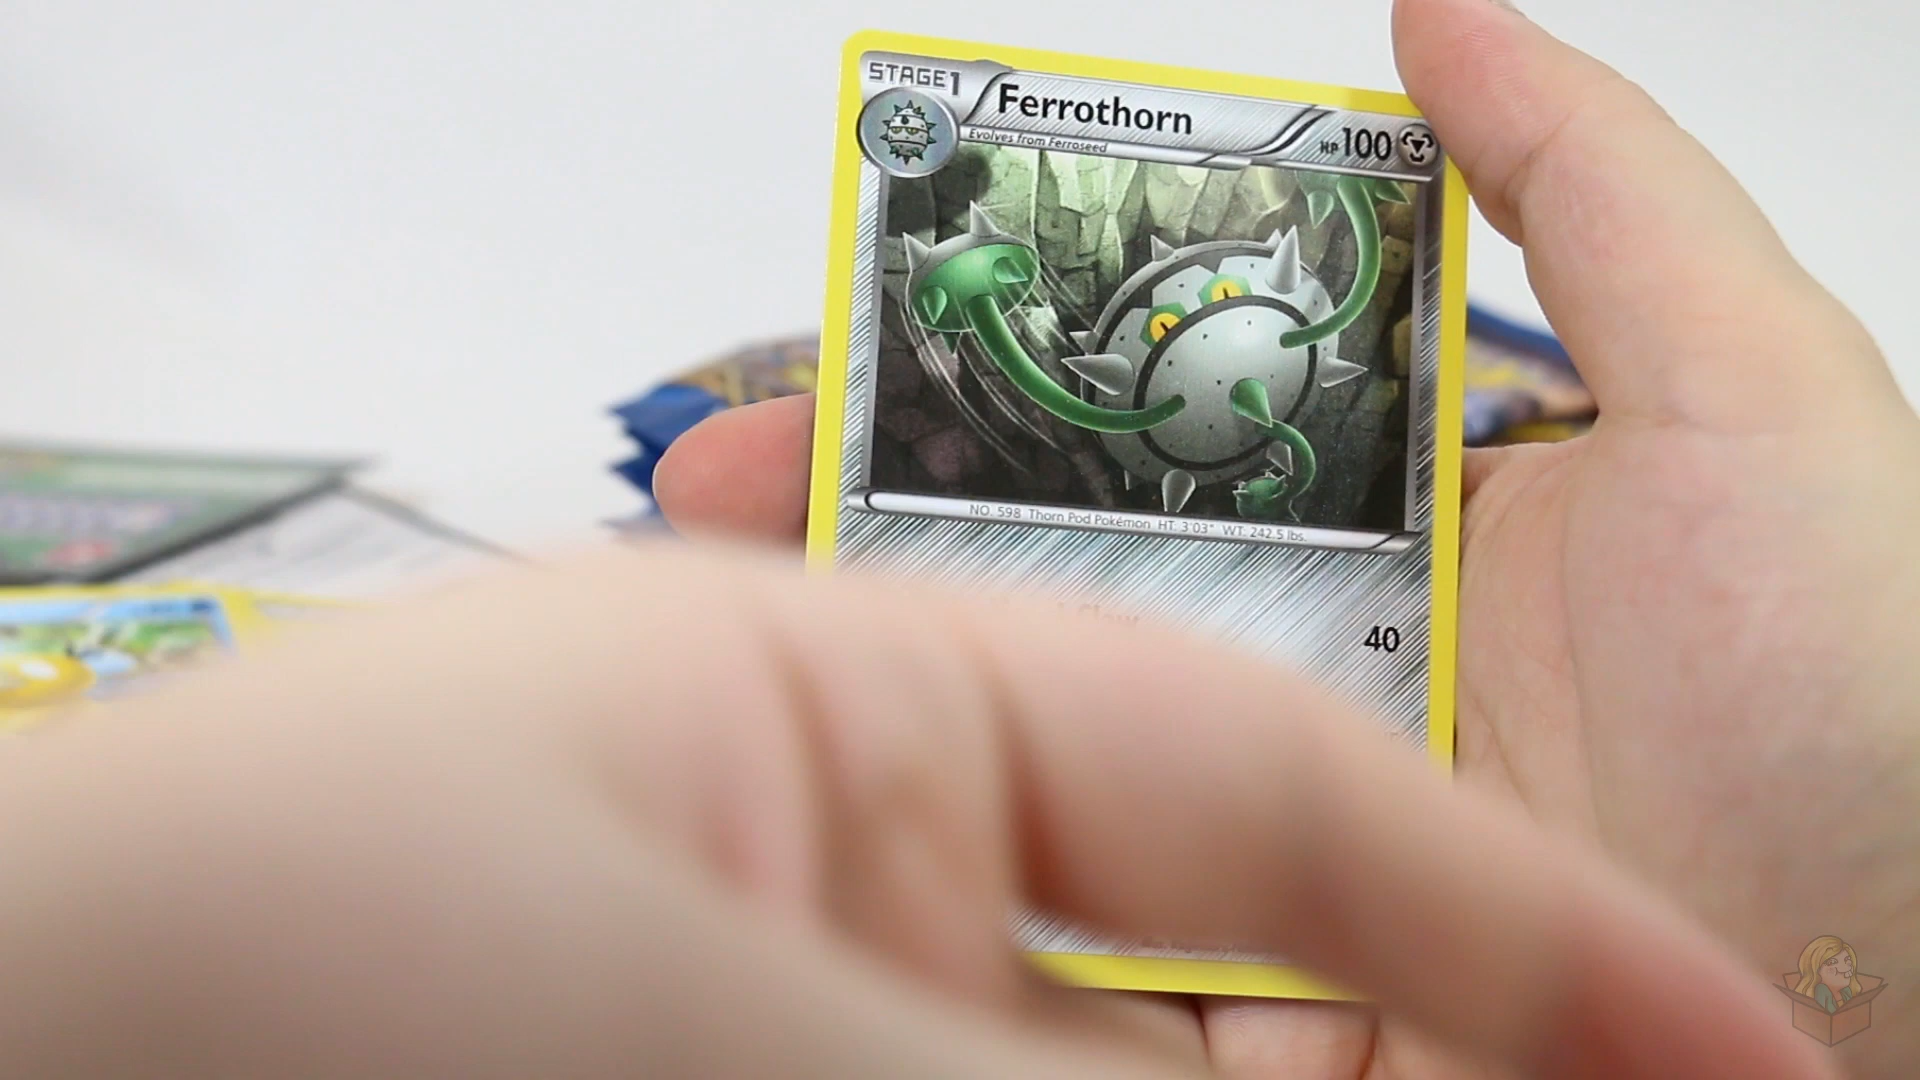 STAGE1
Ferrothorn
HP100
Evolves from Ferroseed
NO. 598 Thorn Pod Pokémon HT: 3'03" WT: 242.5 lbs.
Claw
40